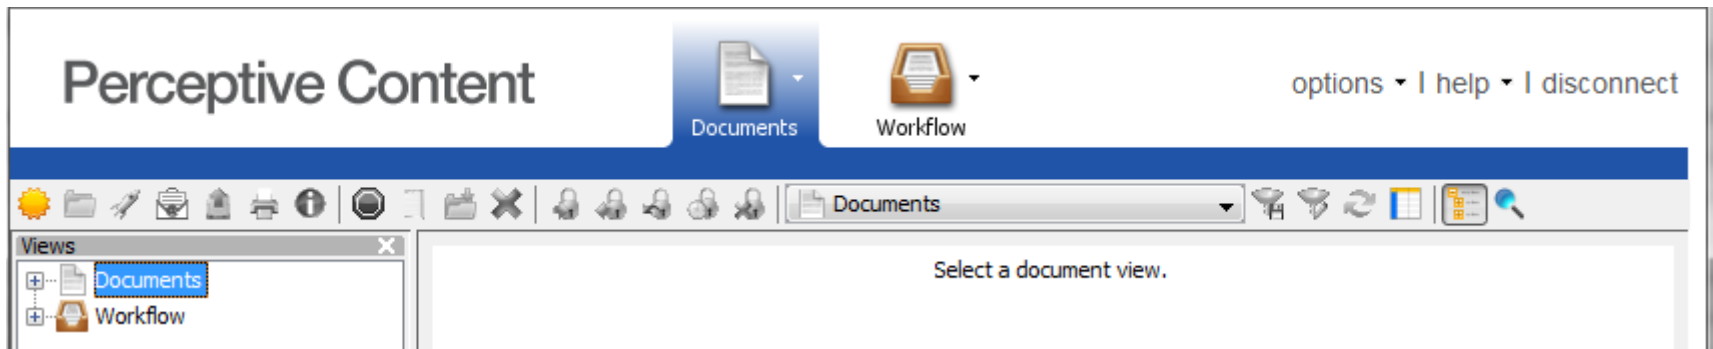 Perceptive Content
Documents
Workflow
options | help | disconnect
Documents
Views
Documents
Workflow
Select a document view.